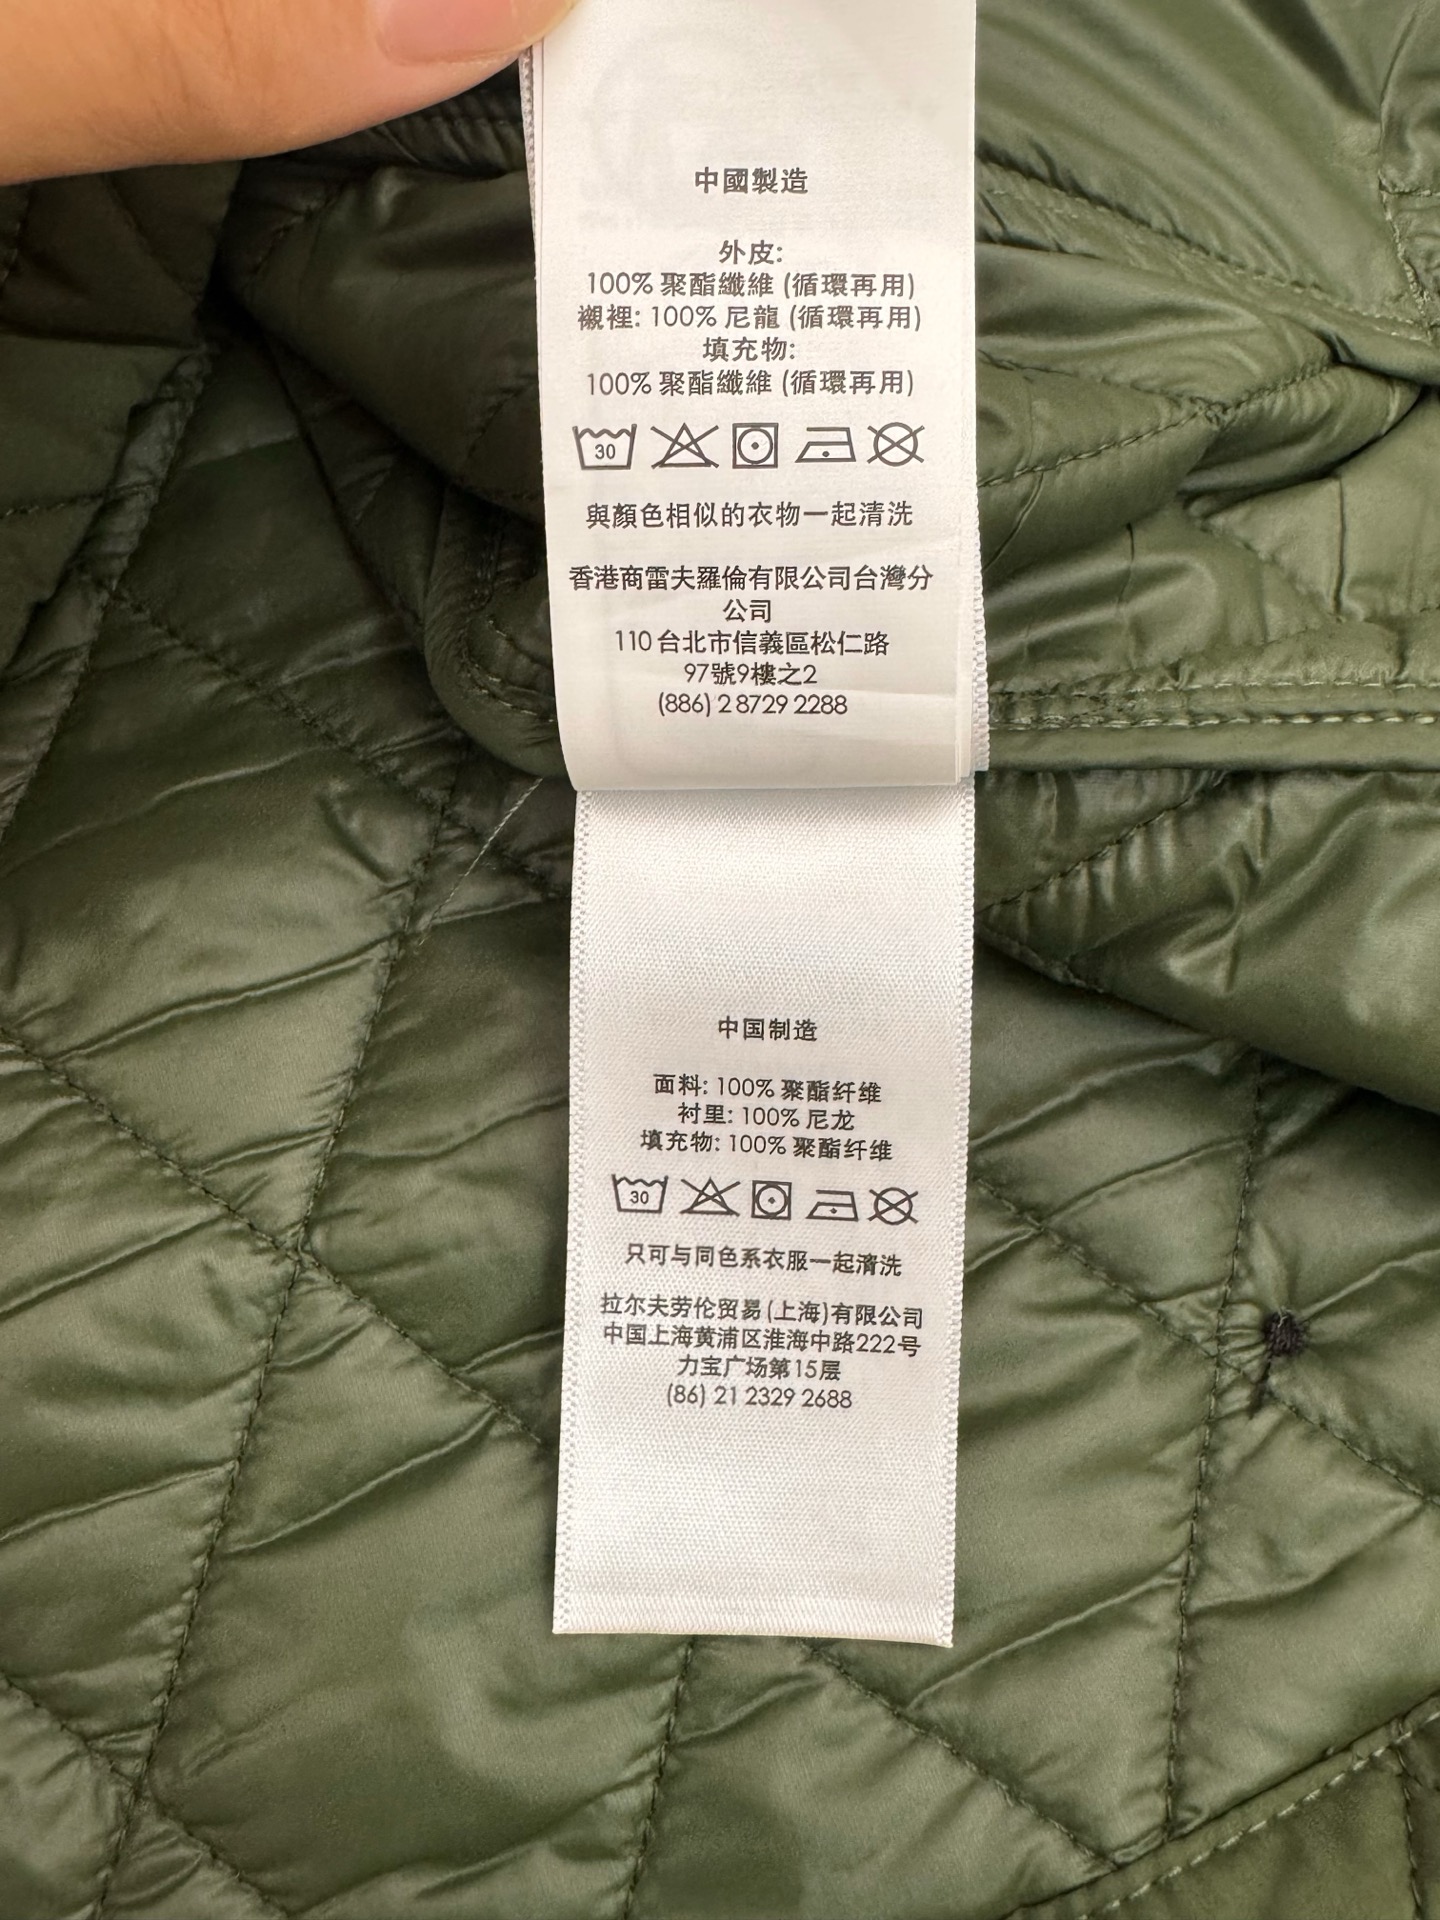 中國製造
外皮:
100% 聚酯纖維 (循環再用)
襯裡: 100% 尼龍 (循環再用)
填充物:
100% 聚酯纖維 (循環再用)
30
與顏色相似的衣物一起清洗
香港商雷夫羅倫有限公司台灣分
公司
110 台北市信義區松仁路
97號9樓之2
(886) 2 8729 2288
中国制造
面料: 100% 聚酯纤维
衬里: 100% 尼龙
填充物: 100% 聚酯纤维
30
只可与同色系衣服一起清洗
拉尔夫劳伦贸易(上海)有限公司
中国上海黄浦区淮海中路222号
力宝广场第15层
(86) 21 2329 2688